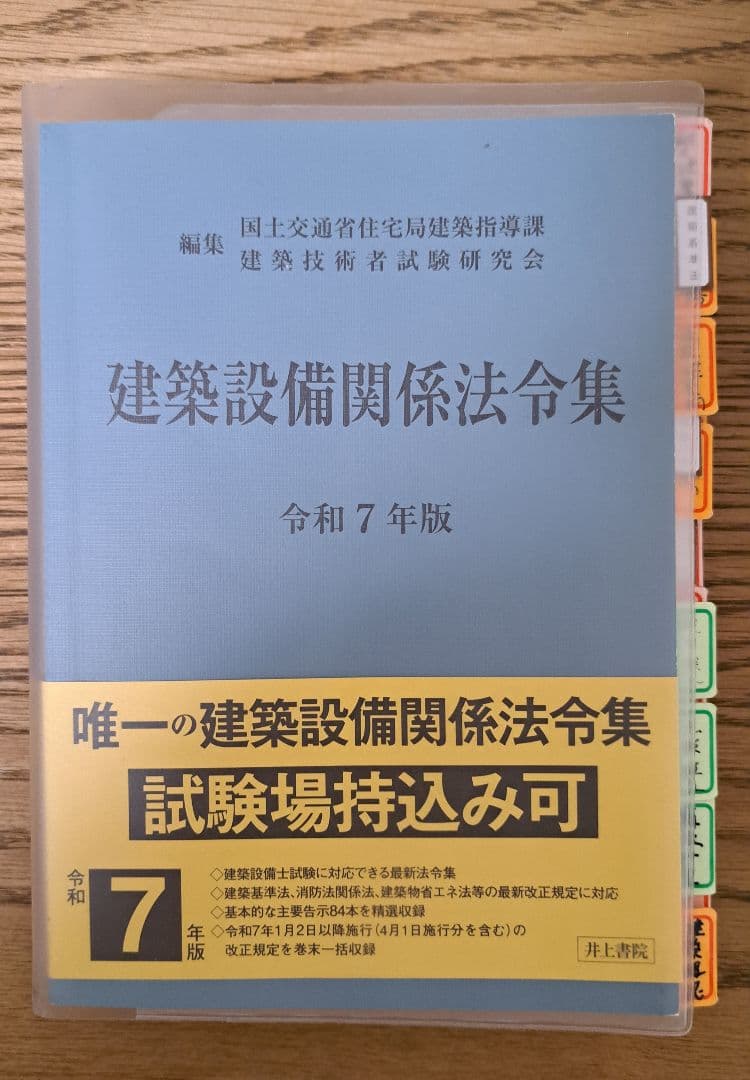 編集
国土交通省住宅局建築指導課
建築技術者試験研究会
建築設備関係法令集
令和7年版
唯一の建築設備関係法令集
試験場持込み可
令和
7
年版
◇建築設備士試験に対応できる最新法令集
◇建築基準法、消防法関係法、建築物省エネ法等の最新改正規定に対応
◇基本的な主要告示84本を精選収録
◇令和7年1月2日以降施行(4月1日施行分を含む)の
改正規定を巻末一括収録
井上書院